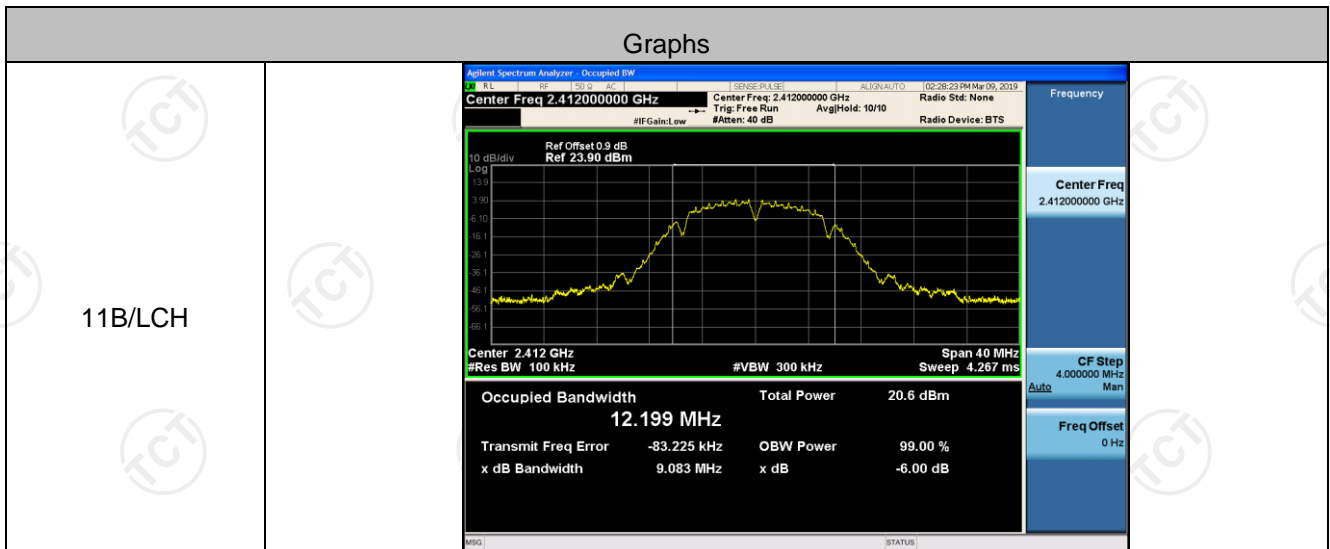 Graphs
11B/LCH
Agilent Spectrum Analyzer - Occupied BW
RL RF 50 Ω AC SENSE:PULSE ALIGNAUTO 02:28:23 PM Mar 09, 2019
Center Freq 2.412000000 GHz
Center Freq: 2.412000000 GHz Radio Std: None
Trig: Free Run Avg|Hold: 10/10
#IFGain:Low #Atten: 40 dB Radio Device: BTS
Ref Offset 0.9 dB
10 dB/div Ref 23.90 dBm
Log
13.9
3.90
-6.10
-16.1
-26.1
-36.1
-46.1
-56.1
-66.1
Center 2.412 GHz Span 40 MHz
#Res BW 100 kHz #VBW 300 kHz Sweep 4.267 ms
Occupied Bandwidth Total Power 20.6 dBm
12.199 MHz
Transmit Freq Error -83.225 kHz OBW Power 99.00 %
x dB Bandwidth 9.083 MHz x dB -6.00 dB
MSG STATUS
Frequency
Center Freq
2.412000000 GHz
CF Step
4.000000 MHz
Auto Man
Freq Offset
0 Hz
TCT
TCT
TCT
TCT
TCT